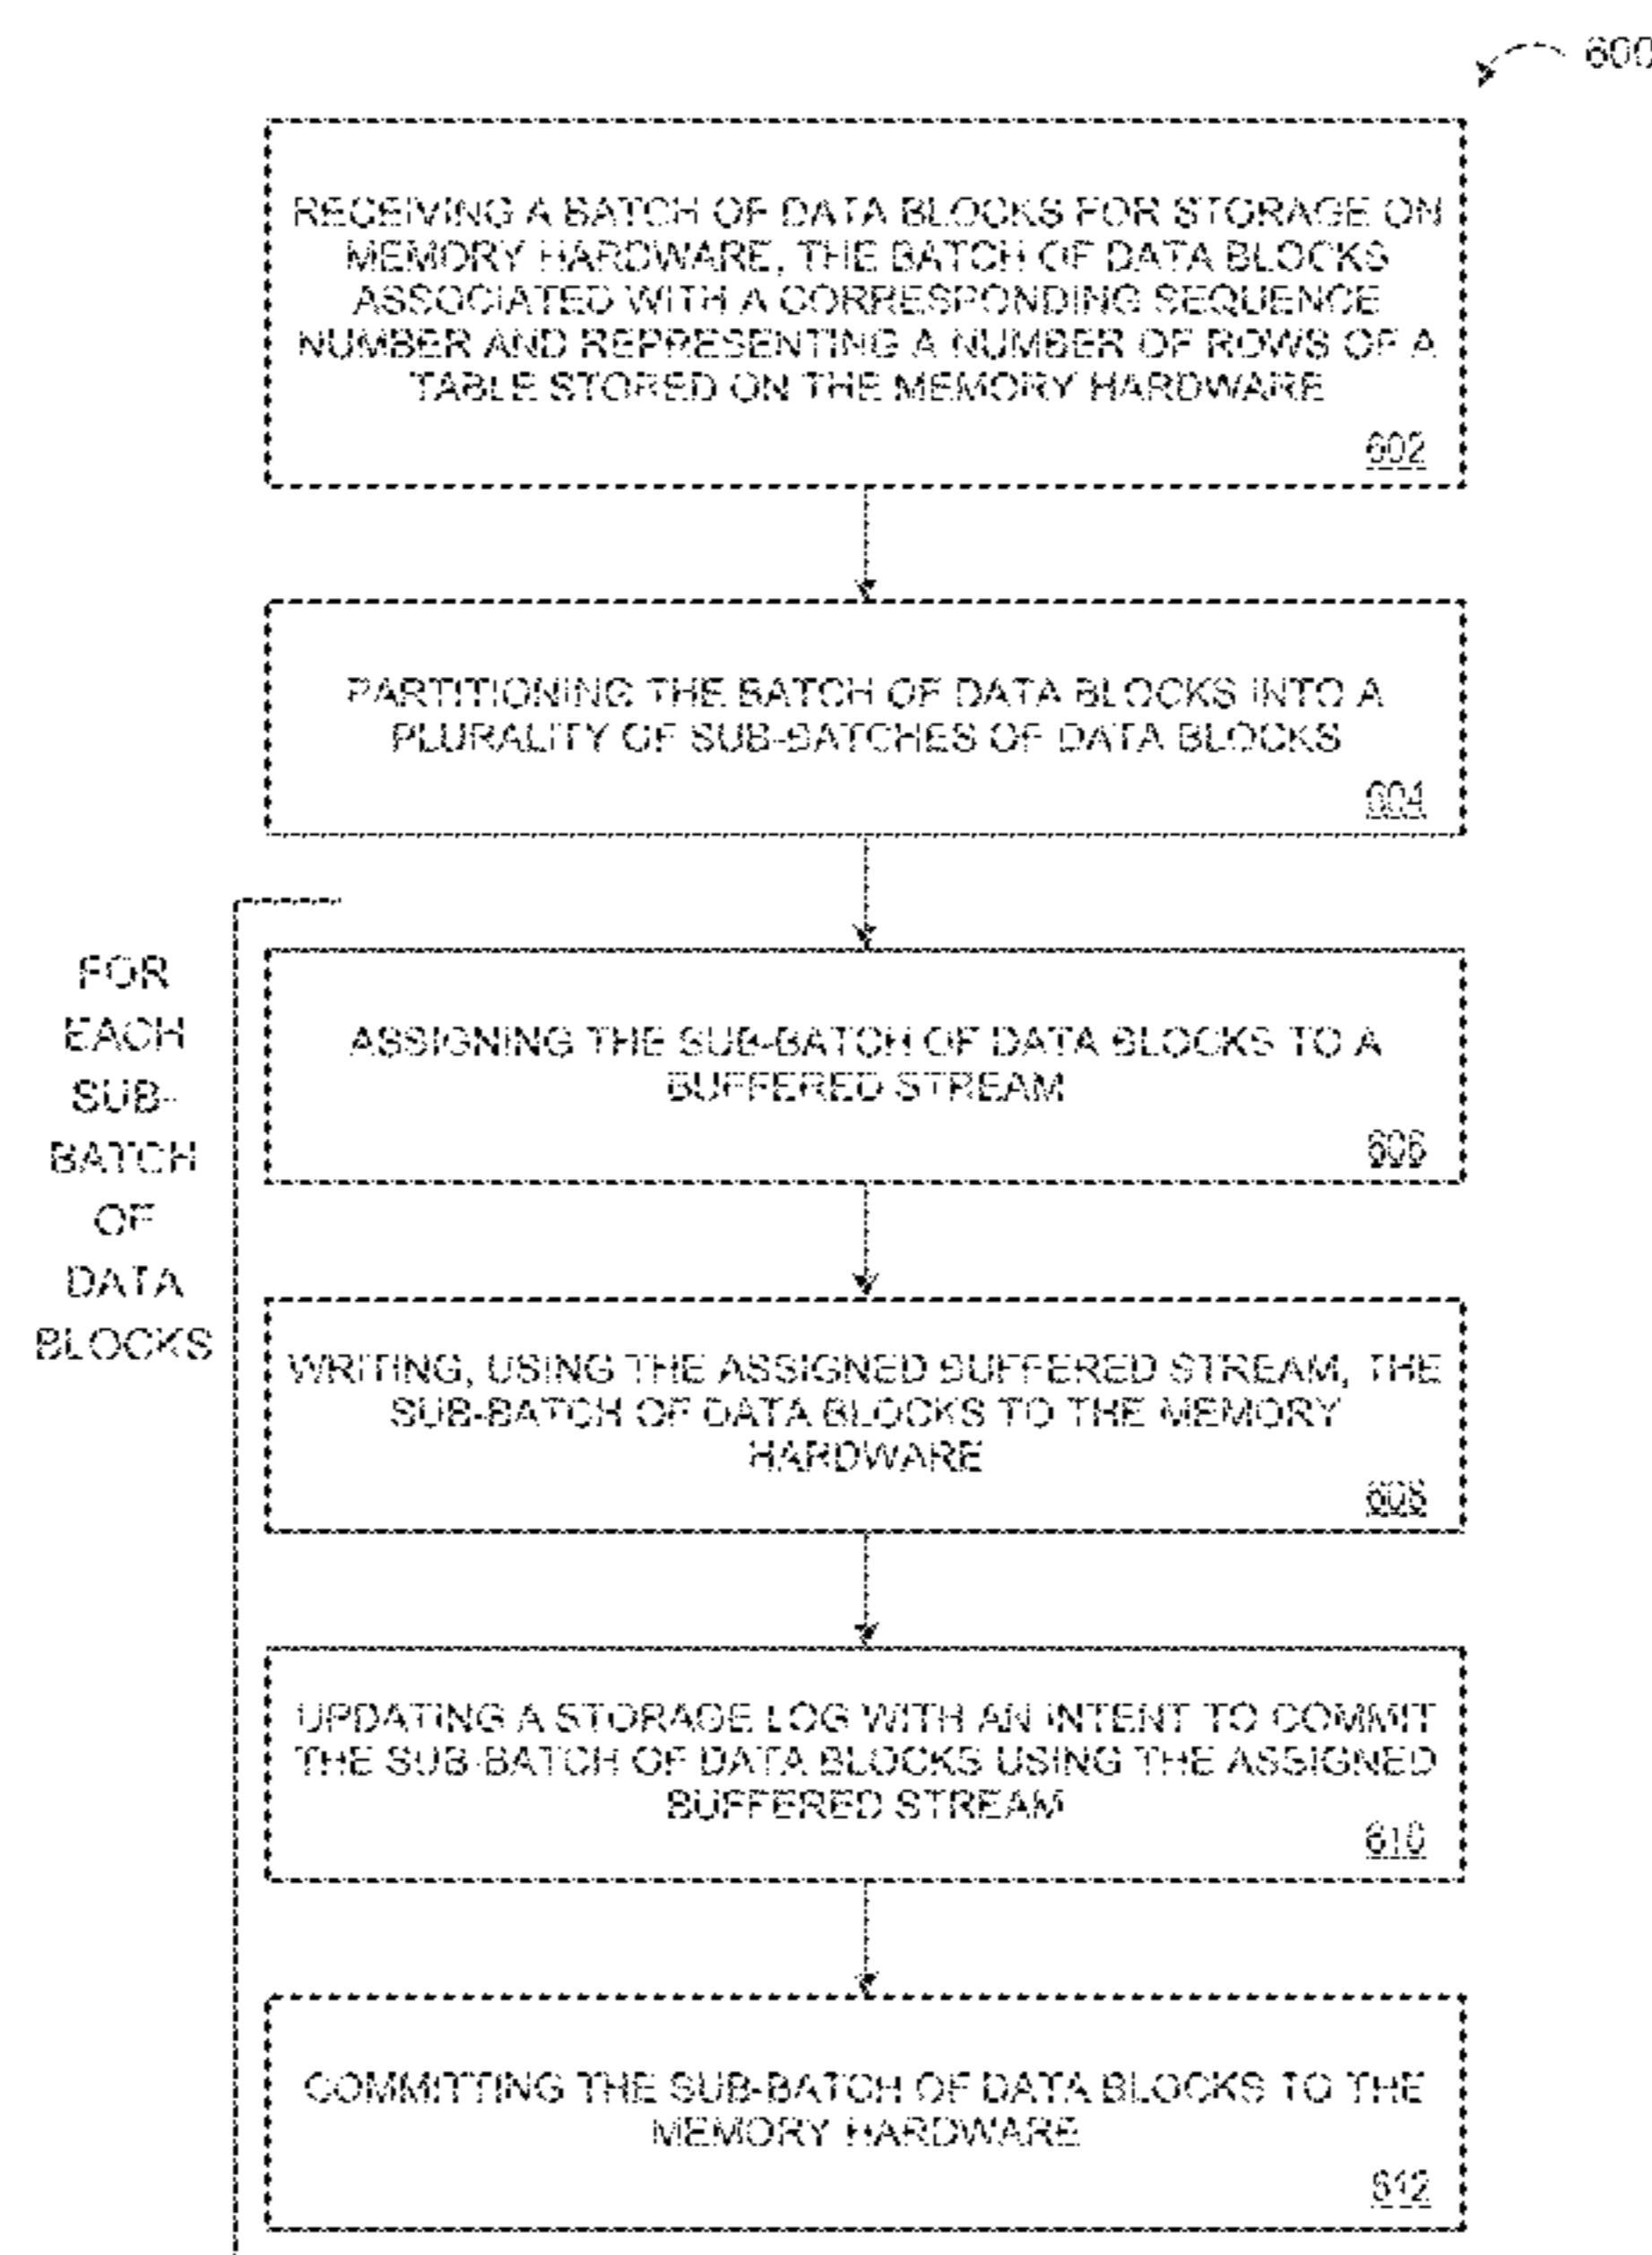 600
RECEIVING A BATCH OF DATA BLOCKS FOR STORAGE ON
MEMORY HARDWARE, THE BATCH OF DATA BLOCKS
ASSOCIATED WITH A CORRESPONDING SEQUENCE
NUMBER AND REPRESENTING A NUMBER OF ROWS OF A
TABLE STORED ON THE MEMORY HARDWARE
602
PARTITIONING THE BATCH OF DATA BLOCKS INTO A
PLURALITY OF SUB-BATCHES OF DATA BLOCKS
604
FOR
EACH
SUB-
BATCH
OF
DATA
BLOCKS
ASSIGNING THE SUB-BATCH OF DATA BLOCKS TO A
BUFFERED STREAM
606
WRITING, USING THE ASSIGNED BUFFERED STREAM, THE
SUB-BATCH OF DATA BLOCKS TO THE MEMORY
HARDWARE
608
UPDATING A STORAGE LOG WITH AN INTENT TO COMMIT
THE SUB-BATCH OF DATA BLOCKS USING THE ASSIGNED
BUFFERED STREAM
610
COMMITTING THE SUB-BATCH OF DATA BLOCKS TO THE
MEMORY HARDWARE
612